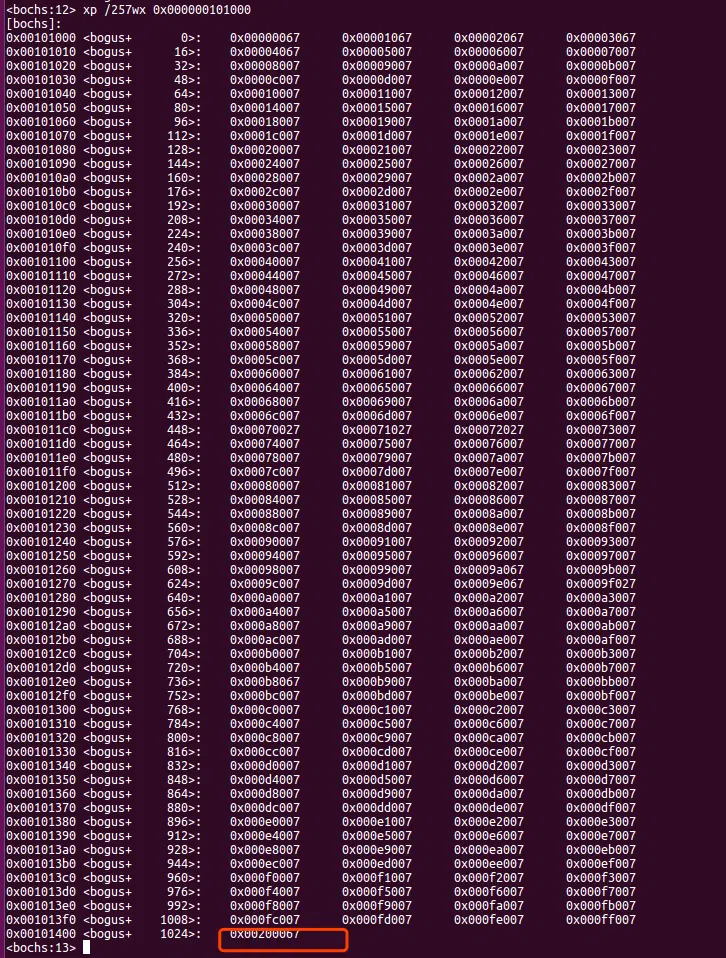 <bochs:12> xp /257wx 0x000000101000
[bochs]:
0x00101000 <bogus+       0>:    0x00000067      0x00001067      0x00002067      0x00003067
0x00101010 <bogus+      16>:    0x00004067      0x00005067      0x00006067      0x00007067
0x00101020 <bogus+      32>:    0x00008067      0x00009067      0x0000a067      0x0000b067
0x00101030 <bogus+      48>:    0x0000c067      0x0000d067      0x0000e067      0x0000f067
0x00101040 <bogus+      64>:    0x00010007      0x00011007      0x00012007      0x00013007
0x00101050 <bogus+      80>:    0x00014007      0x00015007      0x00016007      0x00017007
0x00101060 <bogus+      96>:    0x00018007      0x00019007      0x0001a007      0x0001b007
0x00101070 <bogus+     112>:    0x0001c007      0x0001d007      0x0001e007      0x0001f007
0x00101080 <bogus+     128>:    0x00020007      0x00021007      0x00022007      0x00023007
0x00101090 <bogus+     144>:    0x00024007      0x00025007      0x00026007      0x00027007
0x001010a0 <bogus+     160>:    0x00028007      0x00029007      0x0002a007      0x0002b007
0x001010b0 <bogus+     176>:    0x0002c007      0x0002d007      0x0002e007      0x0002f007
0x001010c0 <bogus+     192>:    0x00030007      0x00031007      0x00032007      0x00033007
0x001010d0 <bogus+     208>:    0x00034007      0x00035007      0x00036007      0x00037007
0x001010e0 <bogus+     224>:    0x00038007      0x00039007      0x0003a007      0x0003b007
0x001010f0 <bogus+     240>:    0x0003c007      0x0003d007      0x0003e007      0x0003f007
0x00101100 <bogus+     256>:    0x00040007      0x00041007      0x00042007      0x00043007
0x00101110 <bogus+     272>:    0x00044007      0x00045007      0x00046007      0x00047007
0x00101120 <bogus+     288>:    0x00048007      0x00049007      0x0004a007      0x0004b007
0x00101130 <bogus+     304>:    0x0004c007      0x0004d007      0x0004e007      0x0004f007
0x00101140 <bogus+     320>:    0x00050007      0x00051007      0x00052007      0x00053007
0x00101150 <bogus+     336>:    0x00054007      0x00055007      0x00056007      0x00057007
0x00101160 <bogus+     352>:    0x00058007      0x00059007      0x0005a007      0x0005b007
0x00101170 <bogus+     368>:    0x0005c007      0x0005d007      0x0005e007      0x0005f007
0x00101180 <bogus+     384>:    0x00060007      0x00061007      0x00062007      0x00063007
0x00101190 <bogus+     400>:    0x00064007      0x00065007      0x00066007      0x00067007
0x001011a0 <bogus+     416>:    0x00068007      0x00069007      0x0006a007      0x0006b007
0x001011b0 <bogus+     432>:    0x0006c007      0x0006d007      0x0006e007      0x0006f007
0x001011c0 <bogus+     448>:    0x00070027      0x00071027      0x00072027      0x00073007
0x001011d0 <bogus+     464>:    0x00074007      0x00075007      0x00076007      0x00077007
0x001011e0 <bogus+     480>:    0x00078007      0x00079007      0x0007a007      0x0007b007
0x001011f0 <bogus+     496>:    0x0007c007      0x0007d007      0x0007e007      0x0007f007
0x00101200 <bogus+     512>:    0x00080007      0x00081007      0x00082007      0x00083007
0x00101210 <bogus+     528>:    0x00084007      0x00085007      0x00086007      0x00087007
0x00101220 <bogus+     544>:    0x00088007      0x00089007      0x0008a007      0x0008b007
0x00101230 <bogus+     560>:    0x0008c007      0x0008d007      0x0008e007      0x0008f007
0x00101240 <bogus+     576>:    0x00090007      0x00091007      0x00092007      0x00093007
0x00101250 <bogus+     592>:    0x00094007      0x00095007      0x00096007      0x00097007
0x00101260 <bogus+     608>:    0x00098007      0x00099007      0x0009a067      0x0009b007
0x00101270 <bogus+     624>:    0x0009c007      0x0009d007      0x0009e067      0x0009f027
0x00101280 <bogus+     640>:    0x000a0007      0x000a1007      0x000a2007      0x000a3007
0x00101290 <bogus+     656>:    0x000a4007      0x000a5007      0x000a6007      0x000a7007
0x001012a0 <bogus+     672>:    0x000a8007      0x000a9007      0x000aa007      0x000ab007
0x001012b0 <bogus+     688>:    0x000ac007      0x000ad007      0x000ae007      0x000af007
0x001012c0 <bogus+     704>:    0x000b0007      0x000b1007      0x000b2007      0x000b3007
0x001012d0 <bogus+     720>:    0x000b4007      0x000b5007      0x000b6007      0x000b7007
0x001012e0 <bogus+     736>:    0x000b8067      0x000b9007      0x000ba007      0x000bb007
0x001012f0 <bogus+     752>:    0x000bc007      0x000bd007      0x000be007      0x000bf007
0x00101300 <bogus+     768>:    0x000c0007      0x000c1007      0x000c2007      0x000c3007
0x00101310 <bogus+     784>:    0x000c4007      0x000c5007      0x000c6007      0x000c7007
0x00101320 <bogus+     800>:    0x000c8007      0x000c9007      0x000ca007      0x000cb007
0x00101330 <bogus+     816>:    0x000cc007      0x000cd007      0x000ce007      0x000cf007
0x00101340 <bogus+     832>:    0x000d0007      0x000d1007      0x000d2007      0x000d3007
0x00101350 <bogus+     848>:    0x000d4007      0x000d5007      0x000d6007      0x000d7007
0x00101360 <bogus+     864>:    0x000d8007      0x000d9007      0x000da007      0x000db007
0x00101370 <bogus+     880>:    0x000dc007      0x000dd007      0x000de007      0x000df007
0x00101380 <bogus+     896>:    0x000e0007      0x000e1007      0x000e2007      0x000e3007
0x00101390 <bogus+     912>:    0x000e4007      0x000e5007      0x000e6007      0x000e7007
0x001013a0 <bogus+     928>:    0x000e8007      0x000e9007      0x000ea007      0x000eb007
0x001013b0 <bogus+     944>:    0x000ec007      0x000ed007      0x000ee007      0x000ef007
0x001013c0 <bogus+     960>:    0x000f0007      0x000f1007      0x000f2007      0x000f3007
0x001013d0 <bogus+     976>:    0x000f4007      0x000f5007      0x000f6007      0x000f7007
0x001013e0 <bogus+     992>:    0x000f8007      0x000f9007      0x000fa007      0x000fb007
0x001013f0 <bogus+    1008>:    0x000fc007      0x000fd007      0x000fe007      0x000ff007
0x00101400 <bogus+    1024>:    0x00200067
<bochs:13>